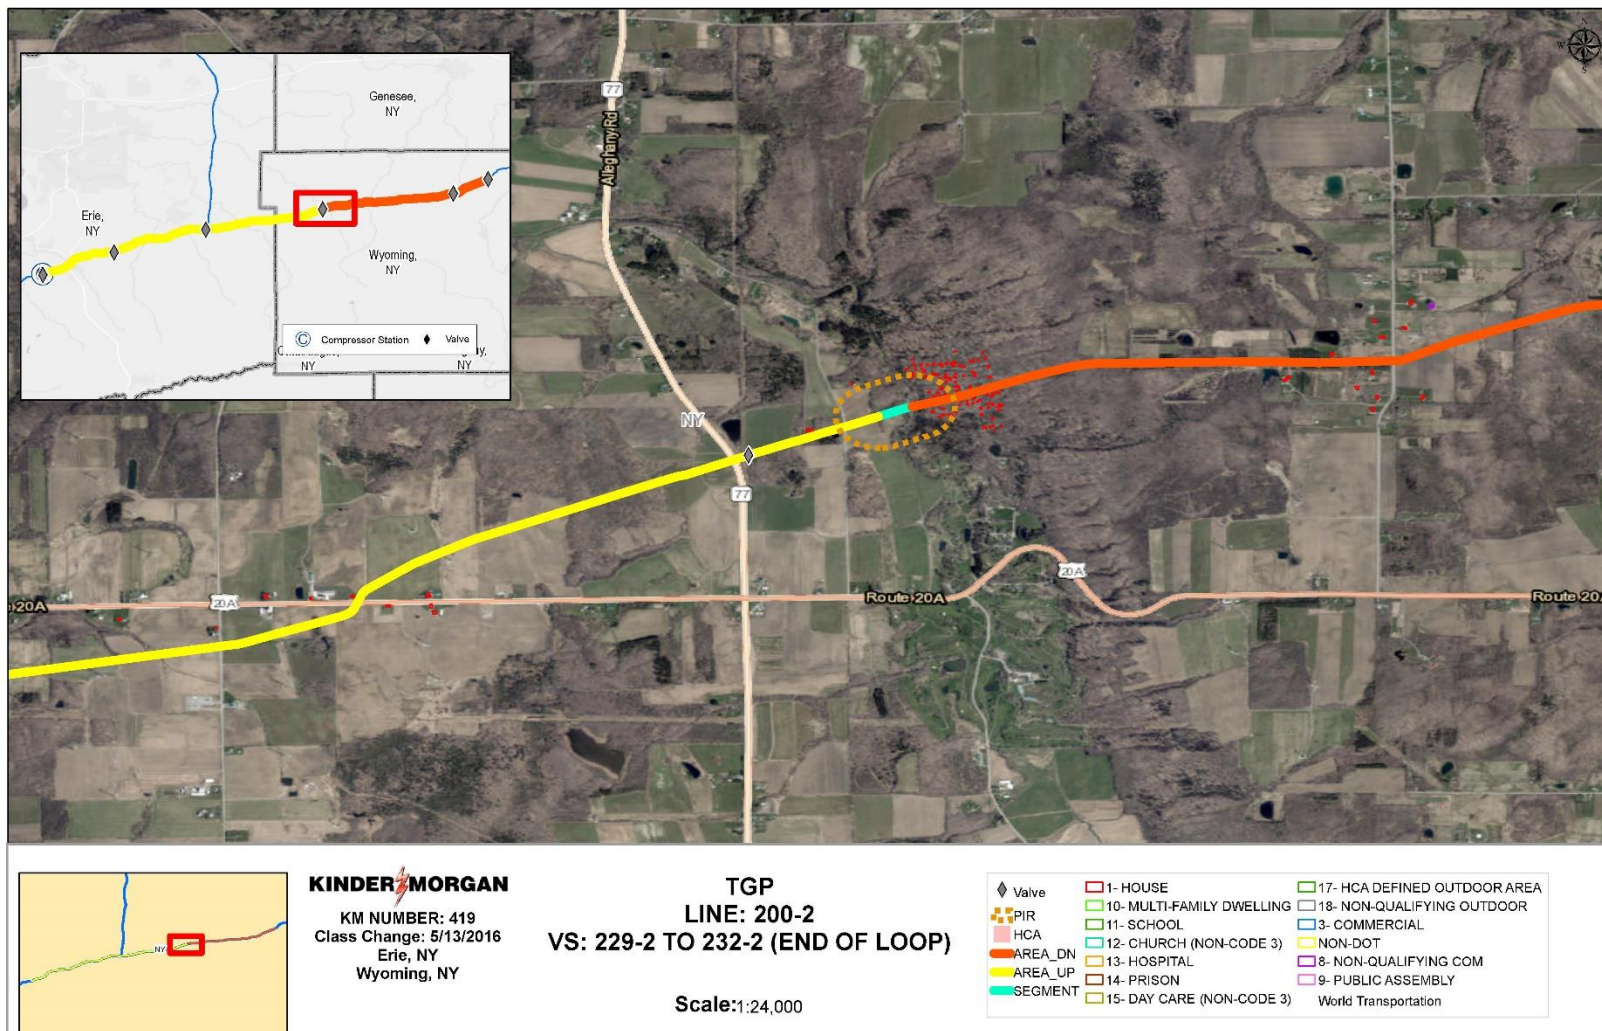 Genesee,
NY
Erie,
NY
Wyoming,
NY
Compressor Station
Valve
NY
NY
N
W
S
77
Alleghany Rd
NY
77
20A
20A
Route 20A
Route 20A
KINDER MORGAN
KM NUMBER: 419
Class Change: 5/13/2016
Erie, NY
Wyoming, NY
TGP
LINE: 200-2
VS: 229-2 TO 232-2 (END OF LOOP)
Scale:1:24,000
NY
Valve
PIR
HCA
AREA_DN
AREA_UP
SEGMENT
1- HOUSE
10- MULTI-FAMILY DWELLING
11- SCHOOL
12- CHURCH (NON-CODE 3)
13- HOSPITAL
14- PRISON
15- DAY CARE (NON-CODE 3)
17- HCA DEFINED OUTDOOR AREA
18- NON-QUALIFYING OUTDOOR
3- COMMERCIAL
NON-DOT
8- NON-QUALIFYING COM
9- PUBLIC ASSEMBLY
World Transportation